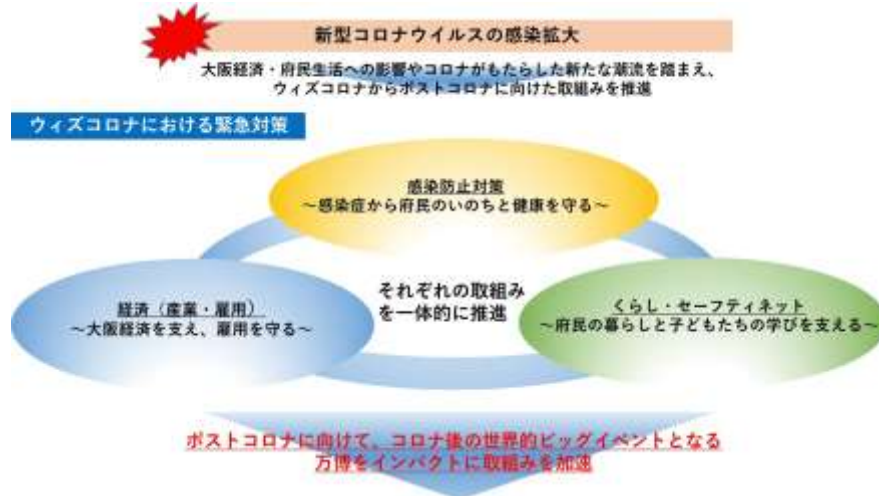 新型コロナウイルスの感染拡大
大阪経済・府民生活への影響やコロナがもたらした新たな潮流を踏まえ、
ウィズコロナからポストコロナに向けた取組みを推進
ウィズコロナにおける緊急対策
感染防止対策
～感染症から府民のいのちと健康を守る～
経済（産業・雇用）
～大阪経済を支え、雇用を守る～
それぞれの取組み
を一体的に推進
くらし・セーフティネット
～府民の暮らしと子どもたちの学びを支える～
ポストコロナに向けて、コロナ後の世界的ビッグイベントとなる
万博をインパクトに取組みを加速